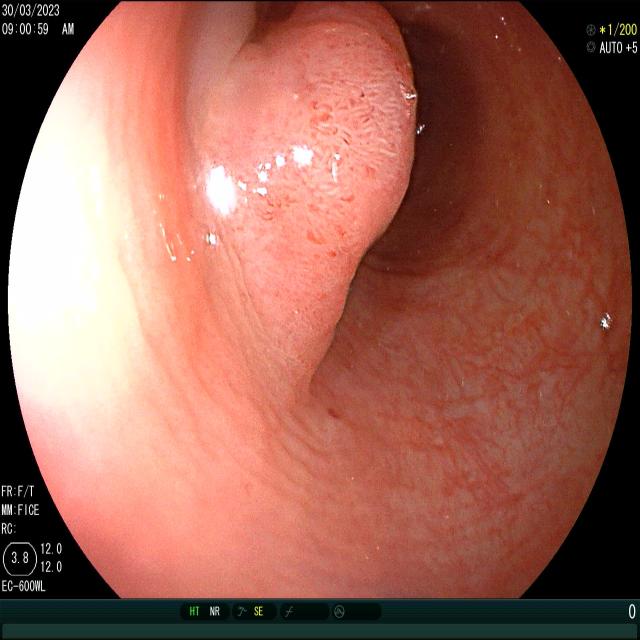 30/03/2023
09:00:59 AM
*1/200
AUTO +5
FR:F/T
MM:FICE
RC:
3.8 12.0
12.0
EC-600WL
HT NR SE 0